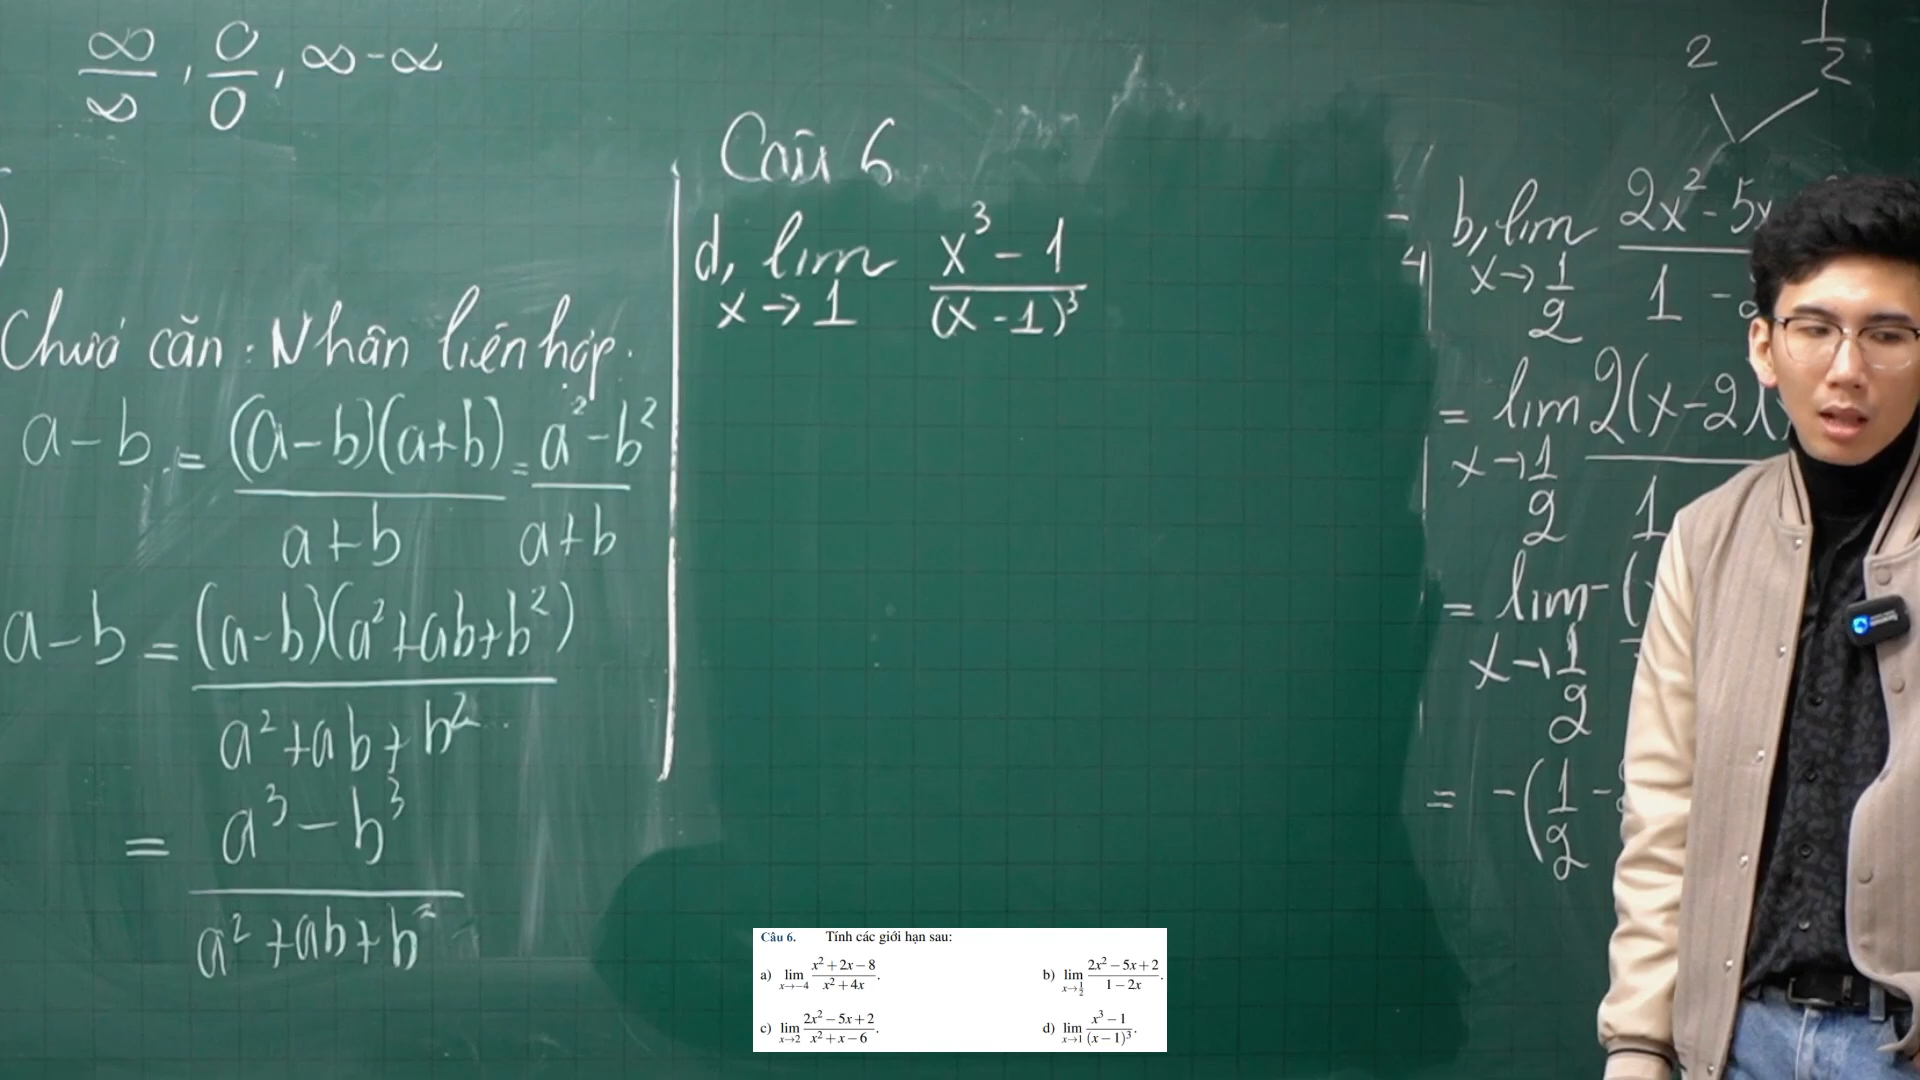 ∞/∞ , 0/0 , ∞ - ∞
)
Chứa căn : Nhân liên hợp.
a - b = (a-b)(a+b)/(a+b) = (a² - b²)/(a+b)
a - b = (a-b)(a²+ab+b²)/(a²+ab+b²)
= (a³ - b³)/(a²+ab+b²)
Câu 6
d, lim x→1 (x³ - 1)/(x - 1)³
2 1/2
- 4
b, lim x→1/2 2x² - 5x / 1 -
= lim x→1/2 2(x-2)( / 1
= lim x→1/2 -(
= -(1/2 -
Câu 6. Tính các giới hạn sau:
a) lim x→-4 (x² + 2x - 8)/(x² + 4x).
b) lim x→1/2 (2x² - 5x + 2)/(1 - 2x).
c) lim x→2 (2x² - 5x + 2)/(x² + x - 6).
d) lim x→1 (x³ - 1)/(x - 1)³.